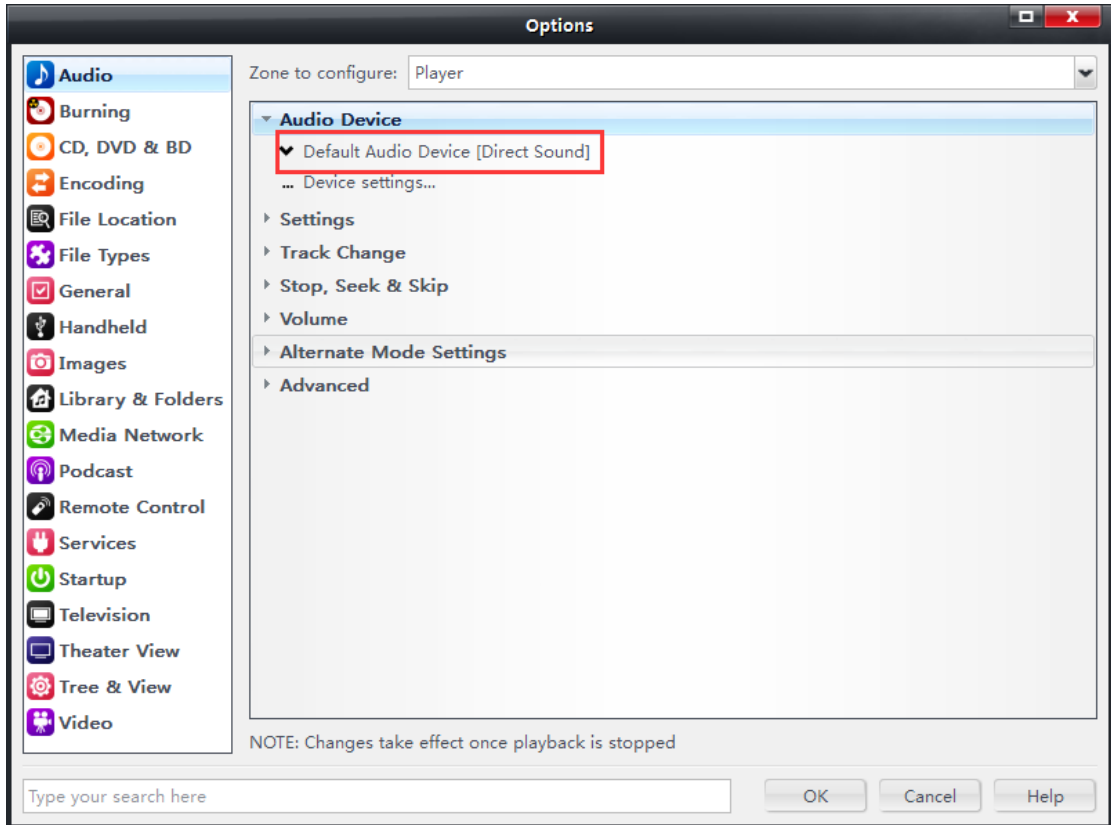 Options
X
Audio
Burning
CD, DVD & BD
Encoding
File Location
File Types
General
Handheld
Images
Library & Folders
Media Network
Podcast
Remote Control
Services
Startup
Television
Theater View
Tree & View
Video
Zone to configure: Player
Audio Device
Default Audio Device [Direct Sound]
... Device settings...
Settings
Track Change
Stop, Seek & Skip
Volume
Alternate Mode Settings
Advanced
NOTE: Changes take effect once playback is stopped
Type your search here
OK Cancel Help